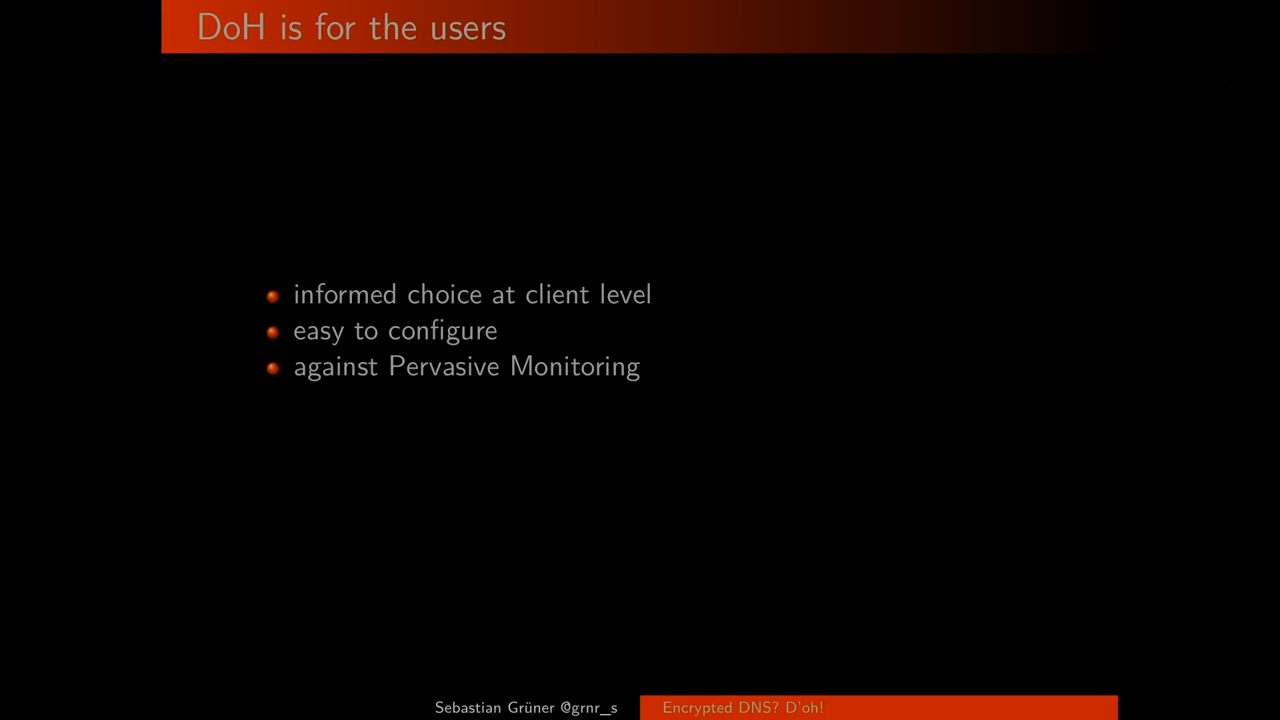 DoH is for the users
informed choice at client level
easy to configure
against Pervasive Monitoring
Sebastian Grüner @grnr_s
Encrypted DNS? D'oh!